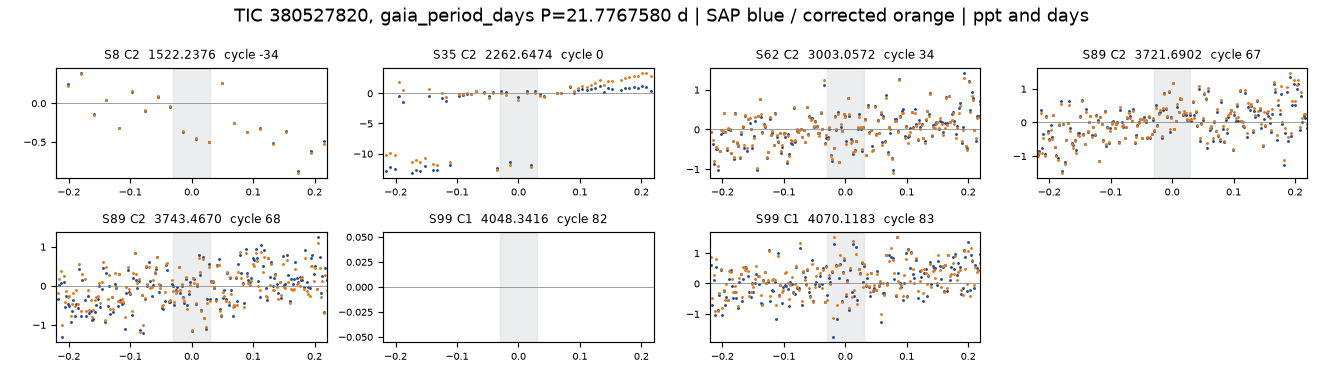 TIC 380527820, gaia_period_days P=21.7767580 d | SAP blue / corrected orange | ppt and days
S8 C2 1522.2376 cycle -34
S35 C2 2262.6474 cycle 0
S62 C2 3003.0572 cycle 34
S89 C2 3721.6902 cycle 67
0.0
−0.5
−0.2 −0.1 0.0 0.1 0.2
0
−5
−10
−0.2 −0.1 0.0 0.1 0.2
1
0
−1
−0.2 −0.1 0.0 0.1 0.2
1
0
−1
−0.2 −0.1 0.0 0.1 0.2
S89 C2 3743.4670 cycle 68
S99 C1 4048.3416 cycle 82
S99 C1 4070.1183 cycle 83
1
0
−1
−0.2 −0.1 0.0 0.1 0.2
0.050
0.025
0.000
−0.025
−0.050
−0.2 −0.1 0.0 0.1 0.2
1
0
−1
−0.2 −0.1 0.0 0.1 0.2